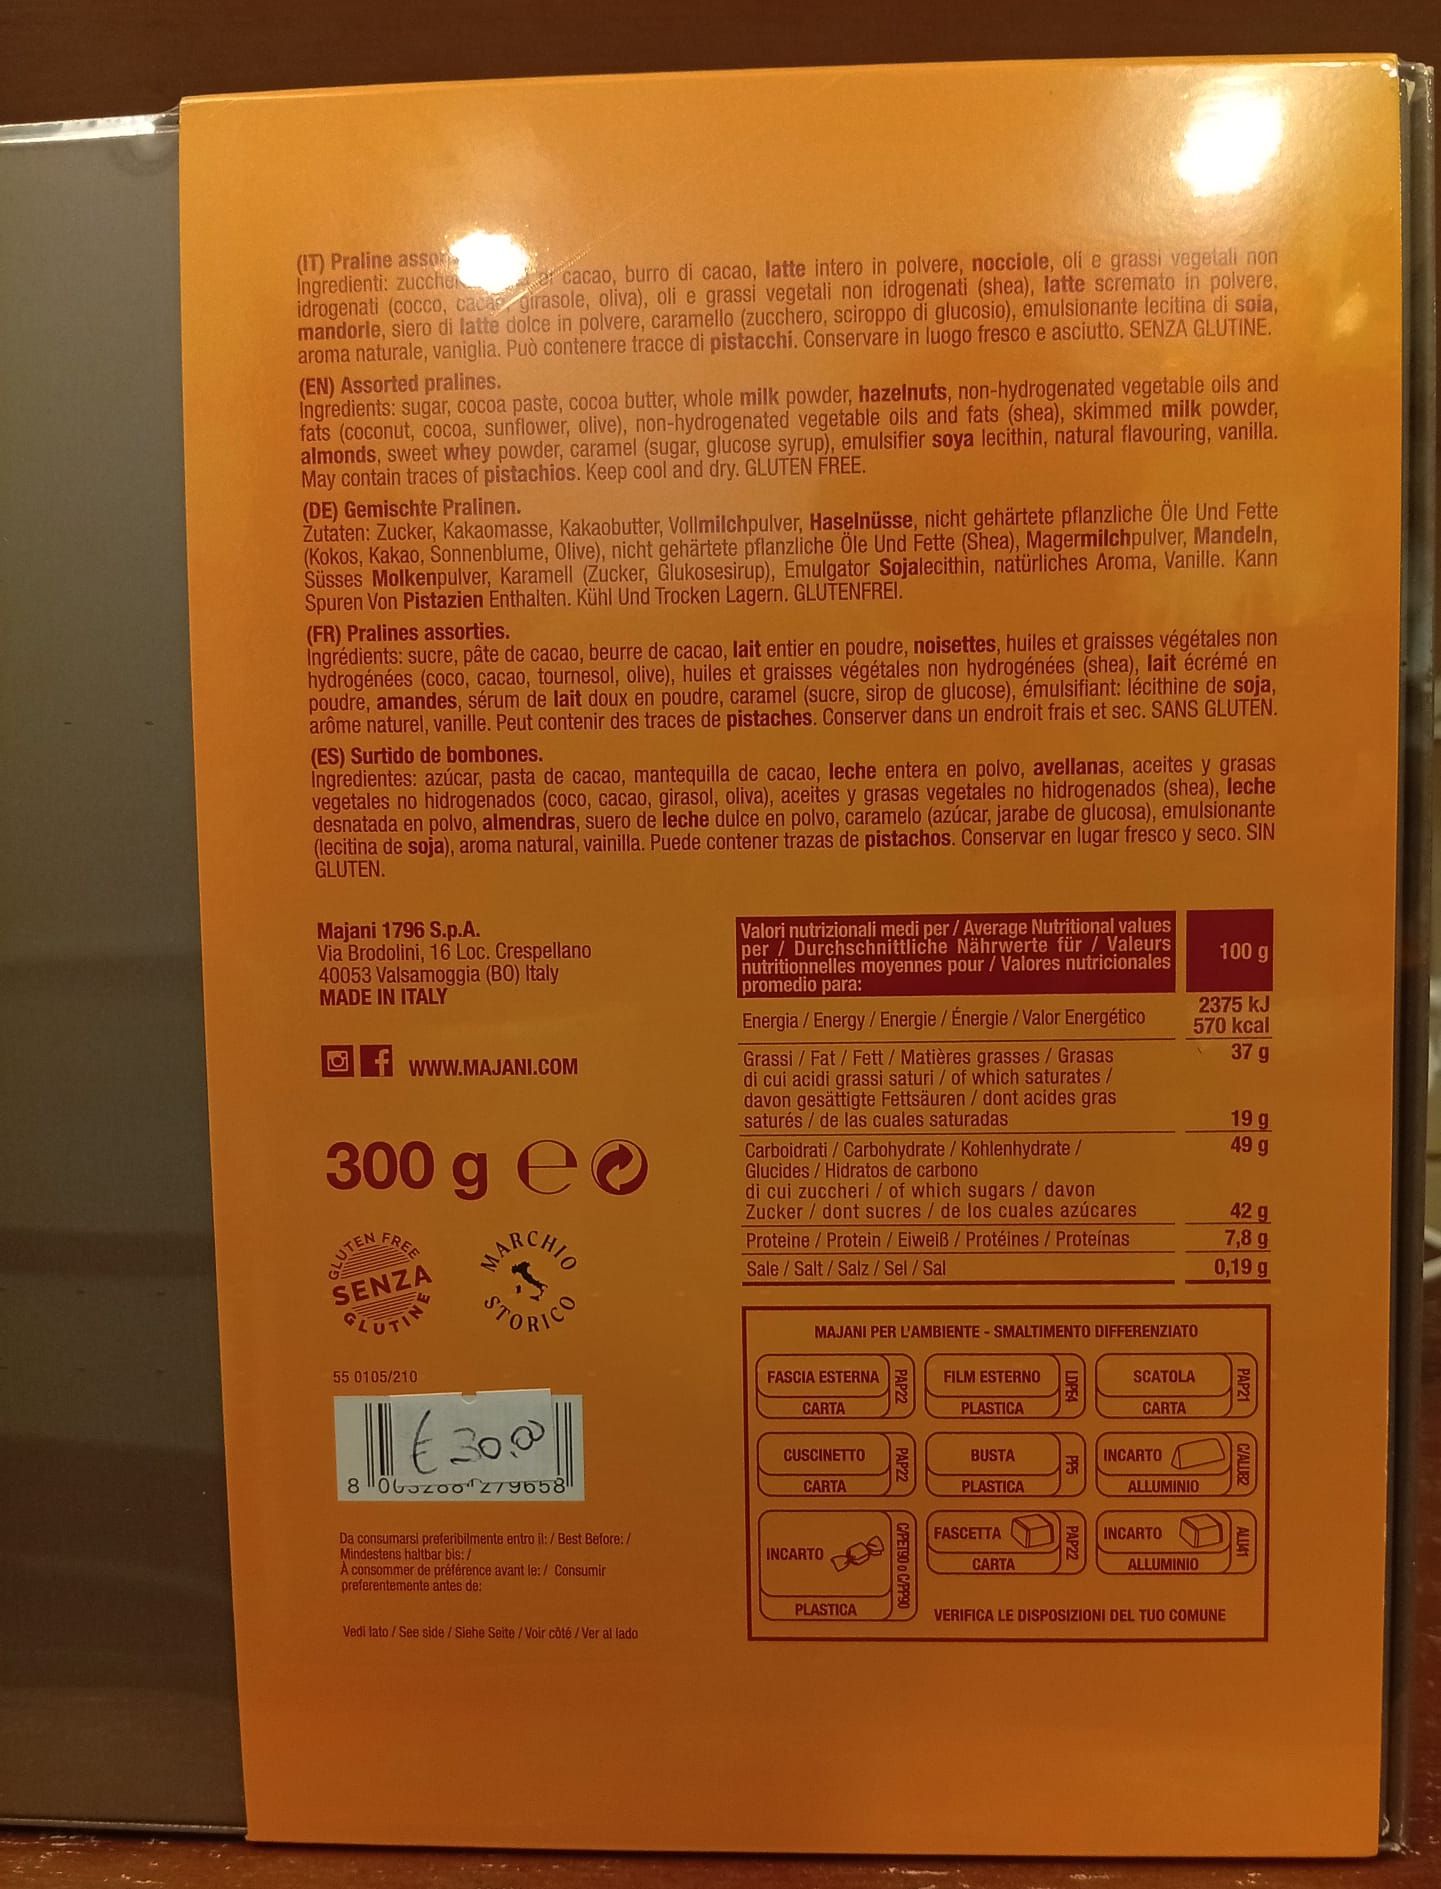 (IT) Praline
Ingredienti: cacao, burro di cacao, latte intero in polvere, nocciole, oli e grassi vegetali non
idrogenati (cocco, cacao, girasole, oliva), oli e grassi vegetali non idrogenati (shea), latte scremato in polvere,
mandorle, siero di latte dolce in polvere, caramello (zucchero, sciroppo di glucosio), emulsionante lecitina di soia,
aroma naturale, vaniglia. Può contenere tracce di pistacchi. Conservare in luogo fresco e asciutto. SENZA GLUTINE.
(EN) Assorted pralines.
Ingredients: sugar, cocoa paste, cocoa butter, whole milk powder, hazelnuts, non-hydrogenated vegetable oils and
fats (coconut, cocoa, sunflower, olive), non-hydrogenated vegetable oils and fats (shea), skimmed milk powder,
almonds, sweet whey powder, caramel (sugar, glucose syrup), emulsifier soya lecithin, natural flavouring, vanilla.
May contain traces of pistachios. Keep cool and dry. GLUTEN FREE.
(DE) Gemischte Pralinen.
Zutaten: Zucker, Kakaomasse, Kakaobutter, Vollmilchpulver, Haselnüsse, nicht gehärtete pflanzliche Öle Und Fette
(Kokos, Kakao, Sonnenblume, Olive), nicht gehärtete pflanzliche Öle Und Fette (Shea), Magermilchpulver, Mandeln,
Süsses Molkenpulver, Karamell (Zucker, Glukosesirup), Emulgator Sojalecithin, natürliches Aroma, Vanille. Kann
Spuren Von Pistazien Enthalten. Kühl Und Trocken Lagern. GLUTENFREI.
(FR) Pralines assorties.
Ingrédients: sucre, pâte de cacao, beurre de cacao, lait entier en poudre, noisettes, huiles et graisses végétales non
hydrogénées (coco, cacao, tournesol, olive), huiles et graisses végétales non hydrogénées (shea), lait écrémé en
poudre, amandes, sérum de lait doux en poudre, caramel (sucre, sirop de glucose), émulsifiant: lécithine de soja,
arôme naturel, vanille. Peut contenir des traces de pistaches. Conserver dans un endroit frais et sec. SANS GLUTEN.
(ES) Surtido de bombones.
Ingredientes: azúcar, pasta de cacao, mantequilla de cacao, leche entera en polvo, avellanas, aceites y grasas
vegetales no hidrogenados (coco, cacao, girasol, oliva), aceites y grasas vegetales no hidrogenados (shea), leche
desnatada en polvo, almendras, suero de leche dulce en polvo, caramelo (azúcar, jarabe de glucosa), emulsionante
(lecitina de soja), aroma natural, vainilla. Puede contener trazas de pistachos. Conservar en lugar fresco y seco. SIN
GLUTEN.
Majani 1796 S.p.A.
Via Brodolini, 16 Loc. Crespellano
40053 Valsamoggia (BO) Italy
MADE IN ITALY
WWW.MAJANI.COM
300 g e
GLUTEN FREE
SENZA
GLUTINE
MARCHIO
STORICO
55 0105/210
€ 30,00
8 279658
Da consumarsi preferibilmente entro il: / Best Before: /
Mindestens haltbar bis: /
À consommer de préférence avant le: / Consumir
preferentemente antes de:
Vedi lato / See side / Siehe Seite / Voir côté / Ver al lado
Valori nutrizionali medi per / Average Nutritional values
per / Durchschnittliche Nährwerte für / Valeurs
nutritionnelles moyennes pour / Valores nutricionales
promedio para:
100 g
Energia / Energy / Energie / Énergie / Valor Energético
2375 kJ
570 kcal
Grassi / Fat / Fett / Matières grasses / Grasas
37 g
di cui acidi grassi saturi / of which saturates /
davon gesättigte Fettsäuren / dont acides gras
saturés / de las cuales saturadas
19 g
Carboidrati / Carbohydrate / Kohlenhydrate /
49 g
Glucides / Hidratos de carbono
di cui zuccheri / of which sugars / davon
Zucker / dont sucres / de los cuales azúcares
42 g
Proteine / Protein / Eiweiß / Protéines / Proteínas
7,8 g
Sale / Salt / Salz / Sel / Sal
0,19 g
MAJANI PER L'AMBIENTE - SMALTIMENTO DIFFERENZIATO
FASCIA ESTERNA
CARTA
PAP22
FILM ESTERNO
PLASTICA
LDPE4
SCATOLA
CARTA
PAP21
CUSCINETTO
CARTA
PAP22
BUSTA
PLASTICA
PP5
INCARTO
ALLUMINIO
INCARTO
PLASTICA
C/PET90 o C/PP90
FASCETTA
CARTA
PAP22
INCARTO
ALLUMINIO
ALU41
VERIFICA LE DISPOSIZIONI DEL TUO COMUNE